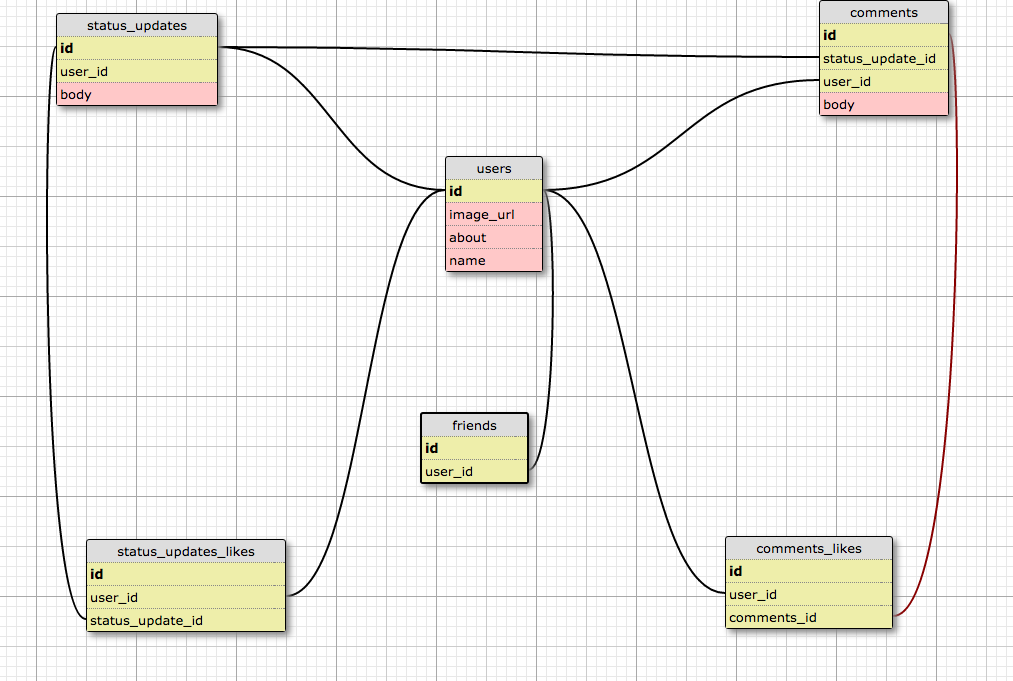 status_updates
id
user_id
body
comments
id
status_update_id
user_id
body
users
id
image_url
about
name
friends
id
user_id
status_updates_likes
id
user_id
status_update_id
comments_likes
id
user_id
comments_id